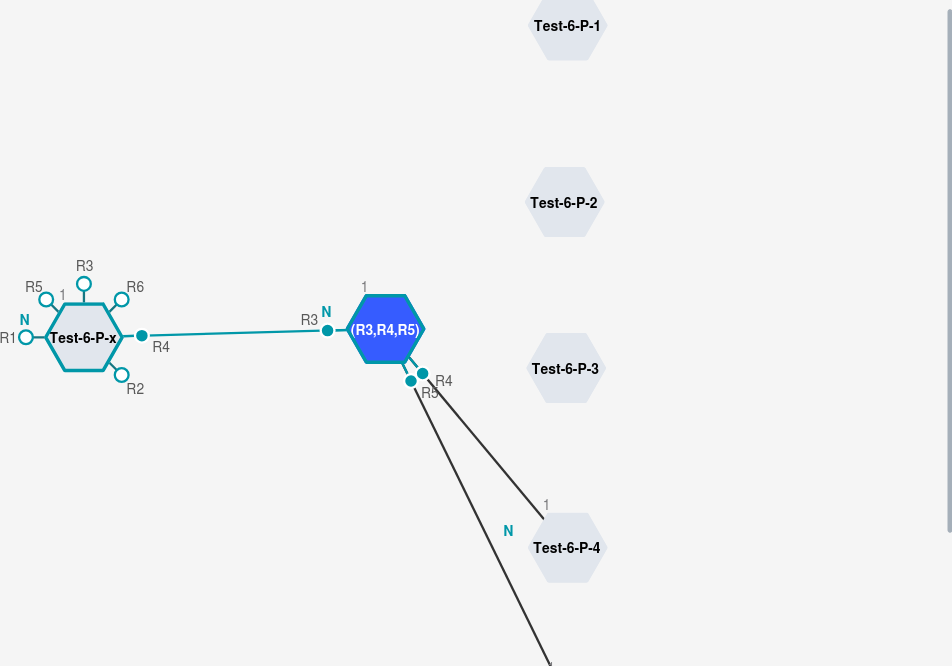 Test-6-P-1
Test-6-P-2
R3
R5
1
R6
N
R1
Test-6-P-x
R4
R2
1
N
R3
(R3,R4,R5)
R4
R5
Test-6-P-3
1
N
Test-6-P-4